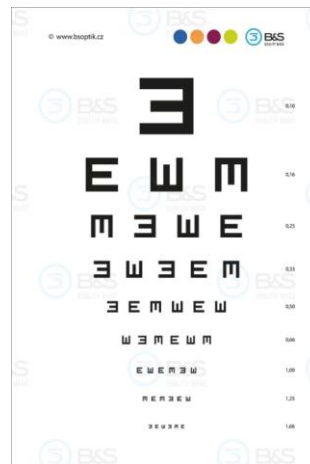 © www.bsoptik.cz B&S
Ǝ 0,10
E Ш M 0,16
M Ǝ Ш E 0,25
Ǝ Ш Ǝ E M 0,33
Ǝ E M Ш E Ш 0,50
Ш Ǝ M E Ш M 0,66
E Ш E M Ǝ Ш 1,00
1,25
1,66